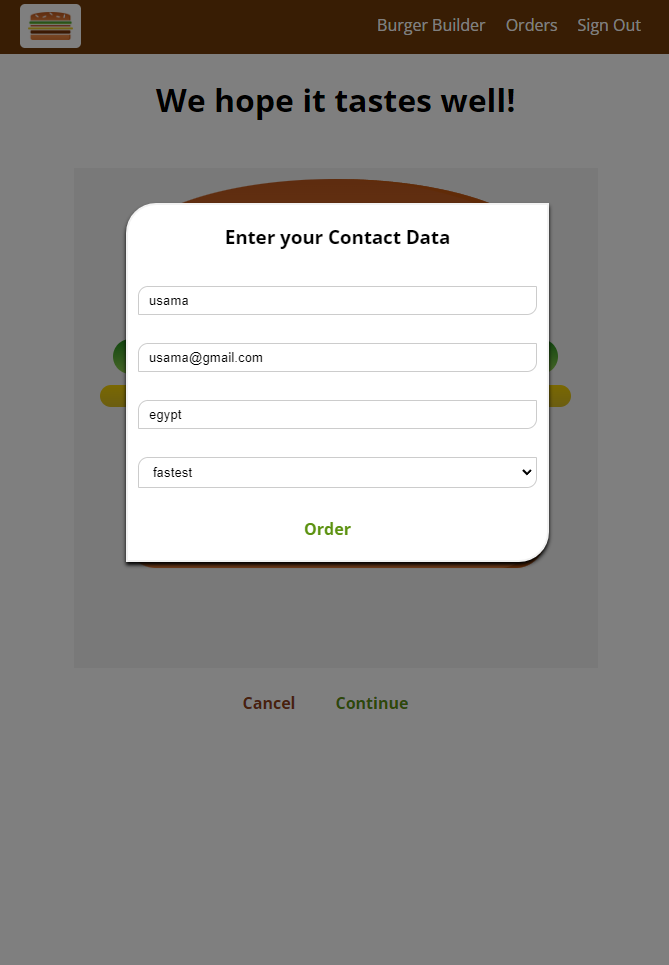 Burger Builder Orders Sign Out
We hope it tastes well!
Enter your Contact Data
usama
usama@gmail.com
egypt
fastest
Order
Cancel Continue